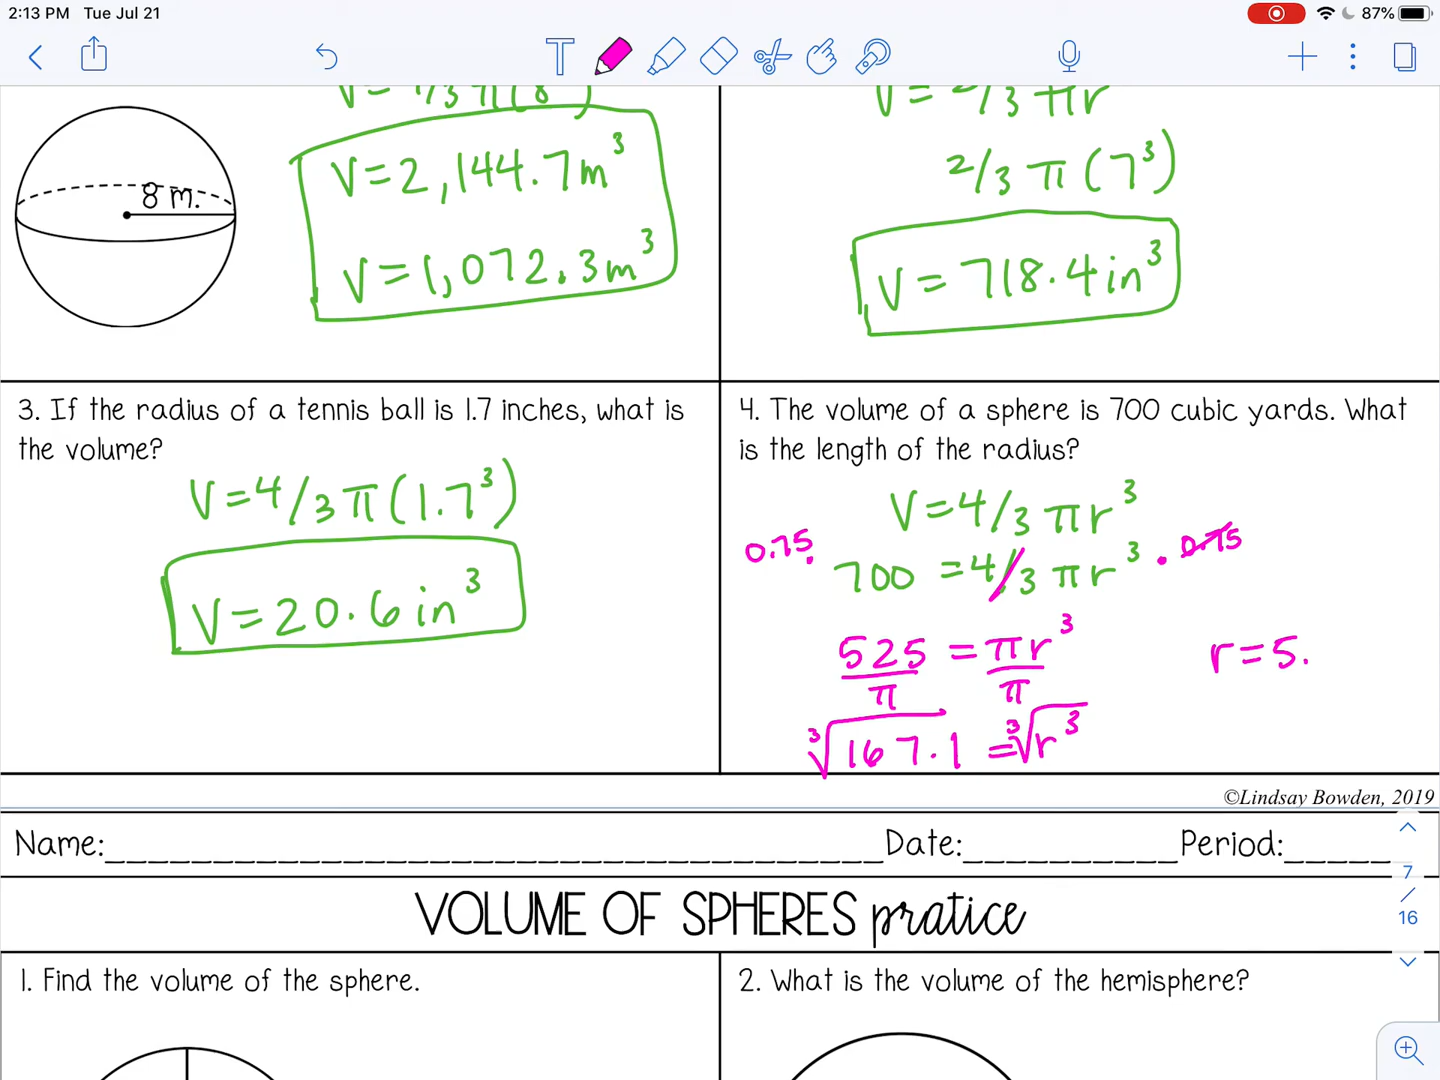 2:13 PM Tue Jul 21
87%
T
8 m.
V=2,144.7m³
V=1,072.3m³
2/3 π (7³)
V=718.4in³
3. If the radius of a tennis ball is 1.7 inches, what is
the volume?
V=4/3π(1.7³)
V=20.6in³
4. The volume of a sphere is 700 cubic yards. What
is the length of the radius?
V=4/3πr³
0.75· 700=4/3πr³ ·0.75
525/π = πr³/π
r=5.
∛167.1 = ∛r³
©Lindsay Bowden, 2019
Name:_____________________________________ Date:__________ Period:_____
7
/
16
VOLUME OF SPHERES pratice
1. Find the volume of the sphere.
2. What is the volume of the hemisphere?